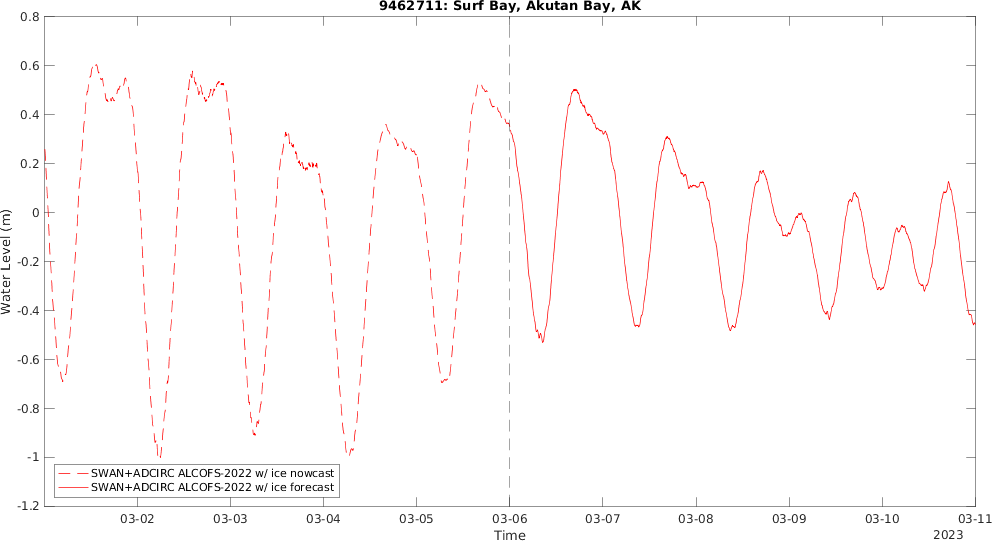 9462711: Surf Bay, Akutan Bay, AK
0.8
0.6
0.4
0.2
0
-0.2
-0.4
-0.6
-0.8
-1
-1.2
Water Level (m)
SWAN+ADCIRC ALCOFS-2022 w/ ice nowcast
SWAN+ADCIRC ALCOFS-2022 w/ ice forecast
03-02 03-03 03-04 03-05 03-06 03-07 03-08 03-09 03-10 03-11
Time
2023